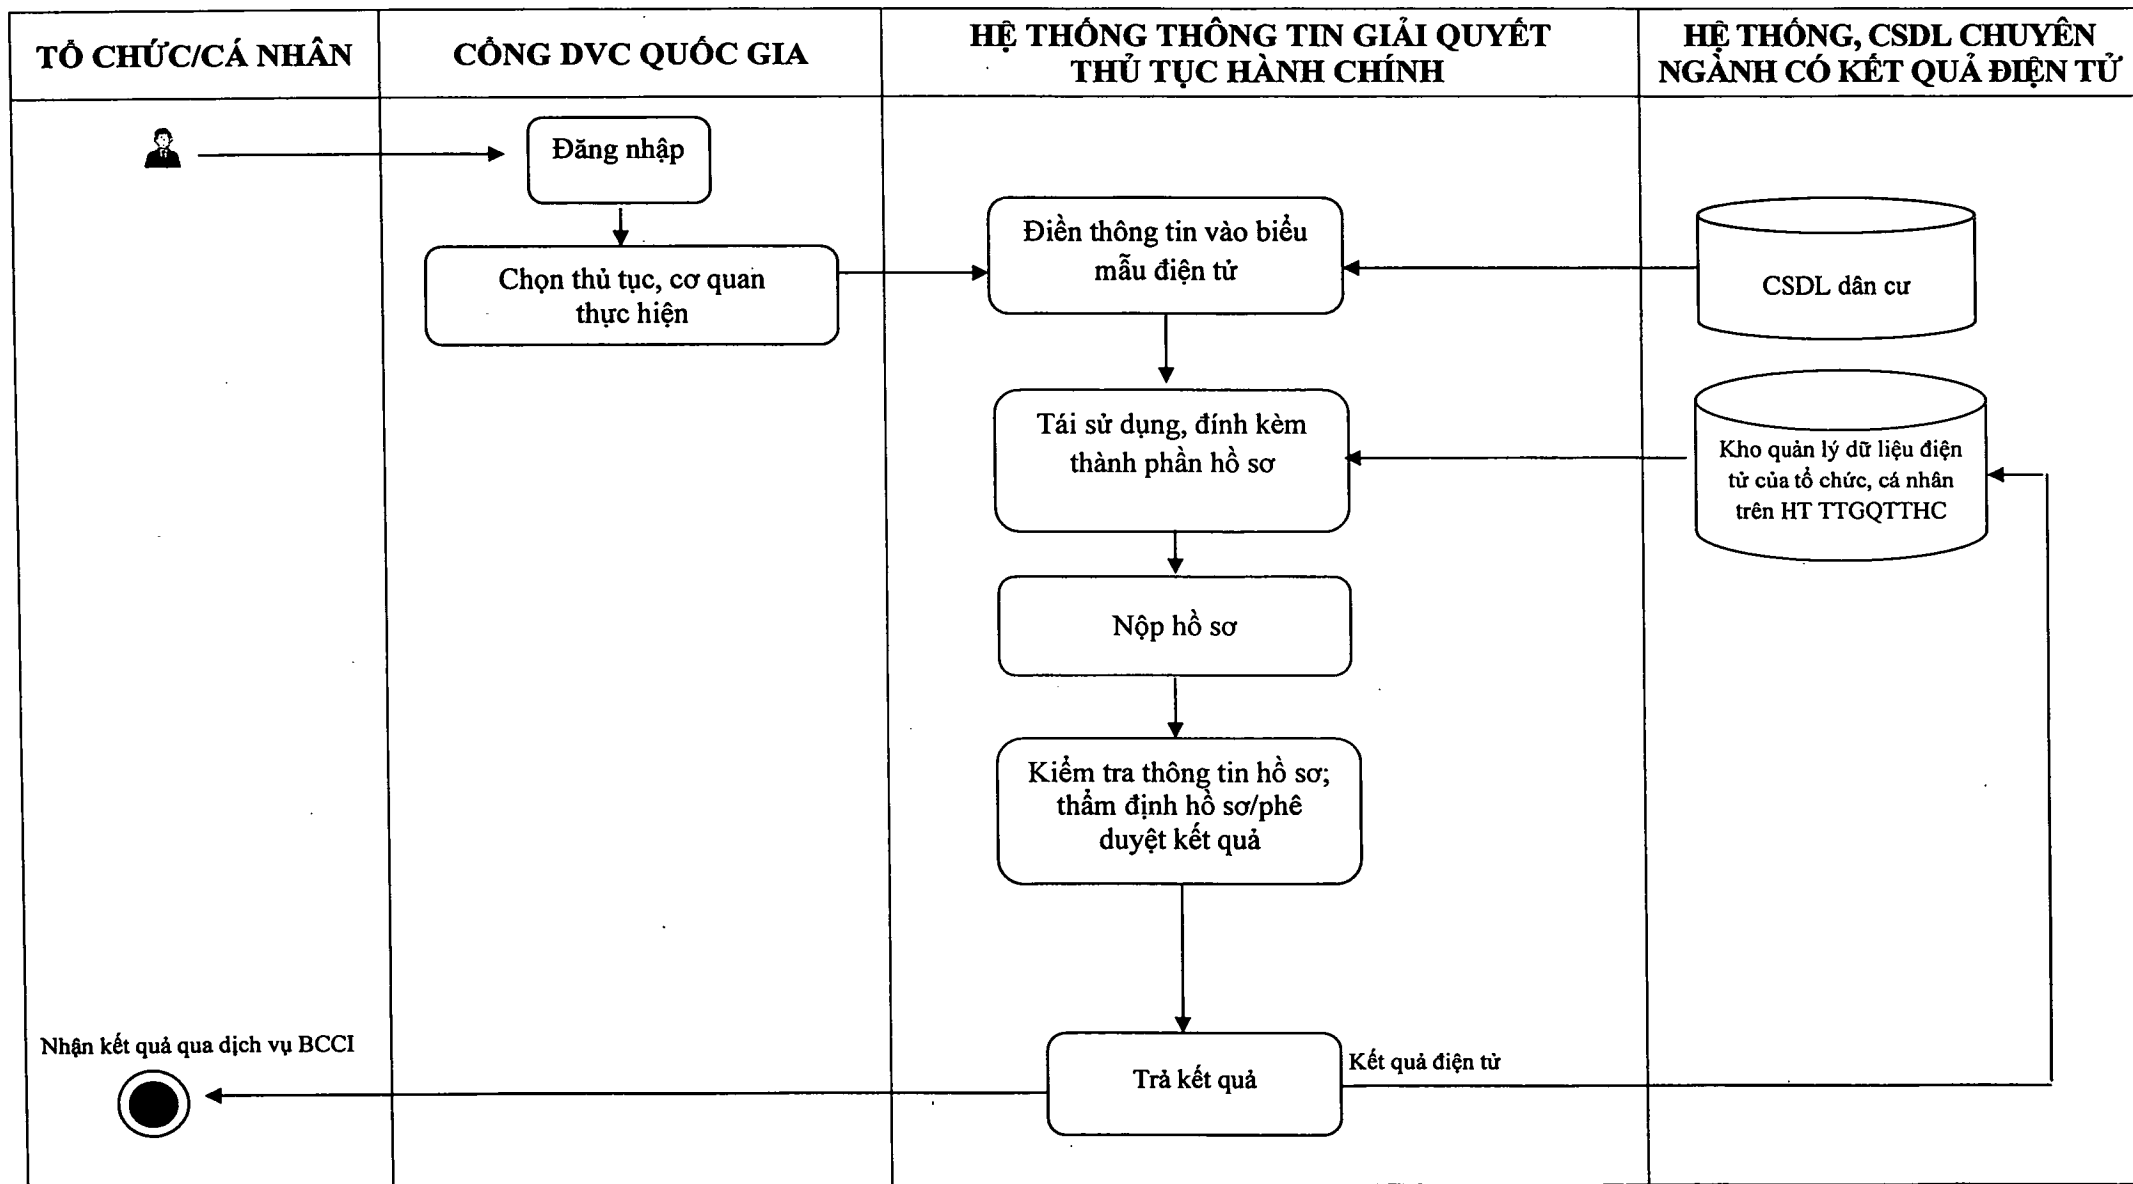 TỔ CHỨC/CÁ NHÂN
CỔNG DVC QUỐC GIA
HỆ THỐNG THÔNG TIN GIẢI QUYẾT
THỦ TỤC HÀNH CHÍNH
HỆ THỐNG, CSDL CHUYÊN
NGÀNH CÓ KẾT QUẢ ĐIỆN TỬ
Đăng nhập
Chọn thủ tục, cơ quan
thực hiện
Điền thông tin vào biểu
mẫu điện tử
CSDL dân cư
Tái sử dụng, đính kèm
thành phần hồ sơ
Kho quản lý dữ liệu điện
tử của tổ chức, cá nhân
trên HT TTGQTTHC
Nộp hồ sơ
Kiểm tra thông tin hồ sơ;
thẩm định hồ sơ/phê
duyệt kết quả
Nhận kết quả qua dịch vụ BCCI
Trả kết quả
Kết quả điện tử